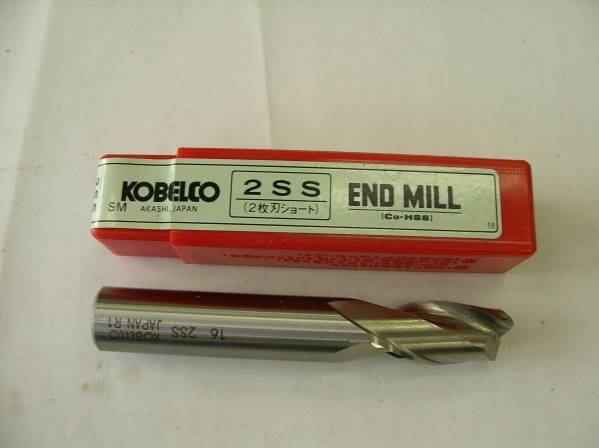 KOBELCO
AKASHI, JAPAN
SM
2SS
(2枚刃ショート)
END MILL
(Co-HSS)
16 2SS
KOBELCO
JAPAN R1